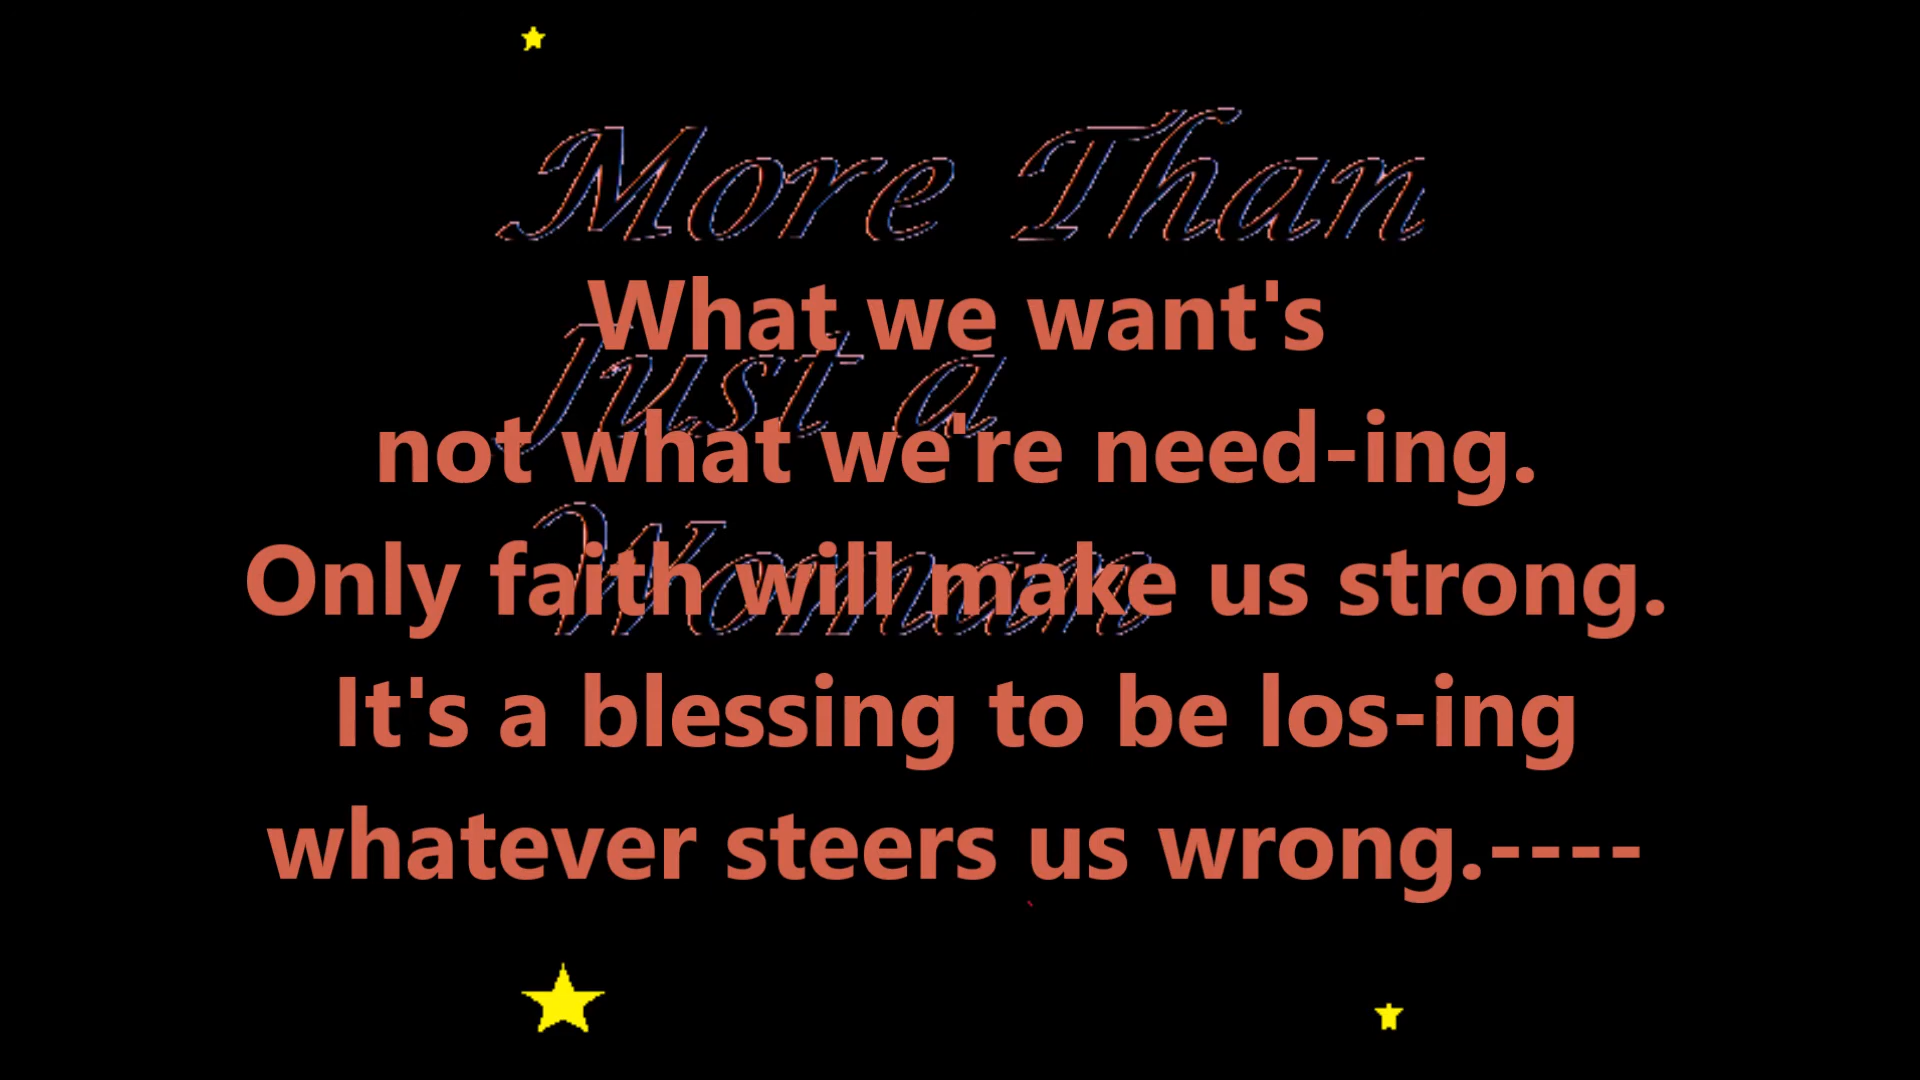 More Than
What we want's
Just a
not what we're need-ing.
Woman
Only faith will make us strong.
It's a blessing to be los-ing
whatever steers us wrong.----